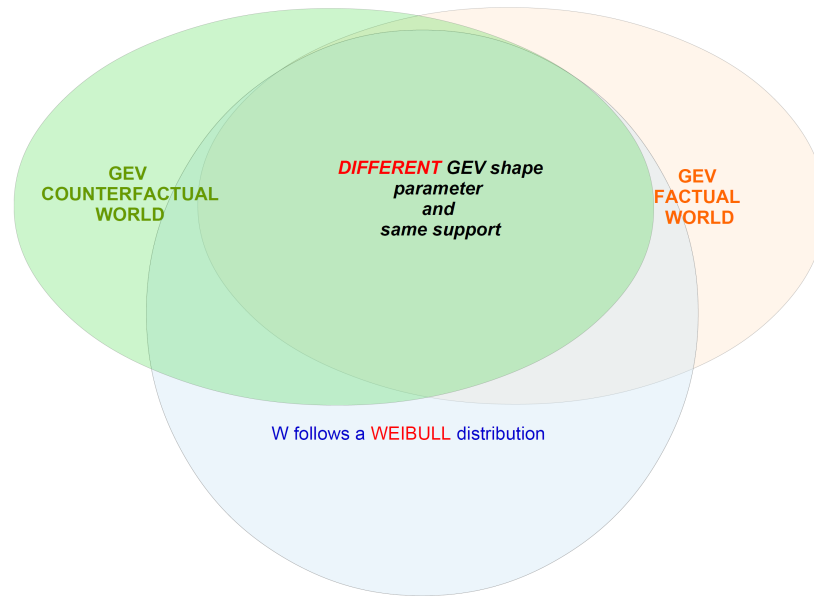 GEV
COUNTERFACTUAL
WORLD
DIFFERENT GEV shape
parameter
and
same support
GEV
FACTUAL
WORLD
W follows a WEIBULL distribution